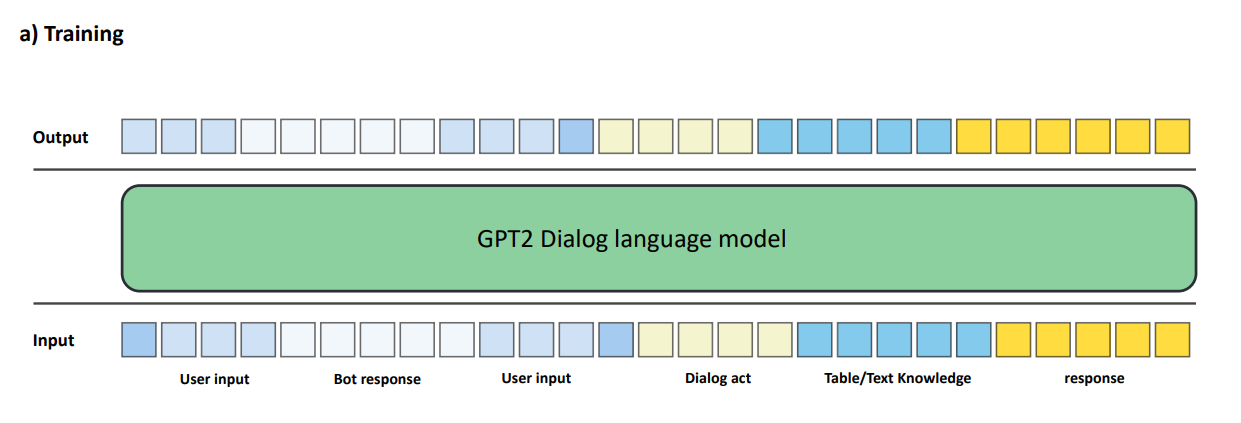 a) Training
Output
GPT2 Dialog language model
Input
User input
Bot response
User input
Dialog act
Table/Text Knowledge
response